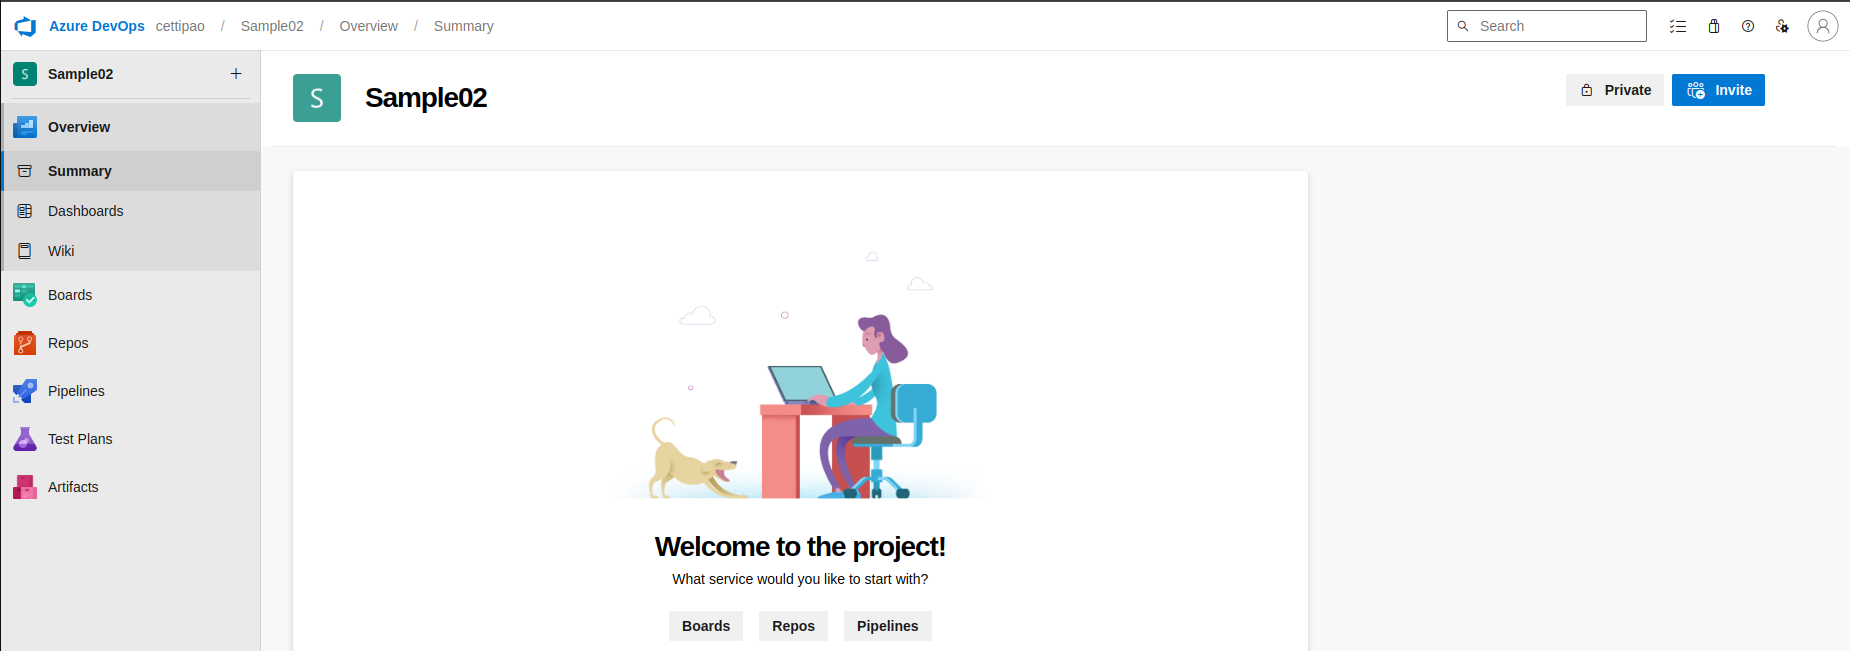 Azure DevOps cettipao / Sample02 / Overview / Summary
Search
S Sample02 +
Overview
Summary
Dashboards
Wiki
Boards
Repos
Pipelines
Test Plans
Artifacts
S Sample02
Private
Invite
Welcome to the project!
What service would you like to start with?
Boards Repos Pipelines